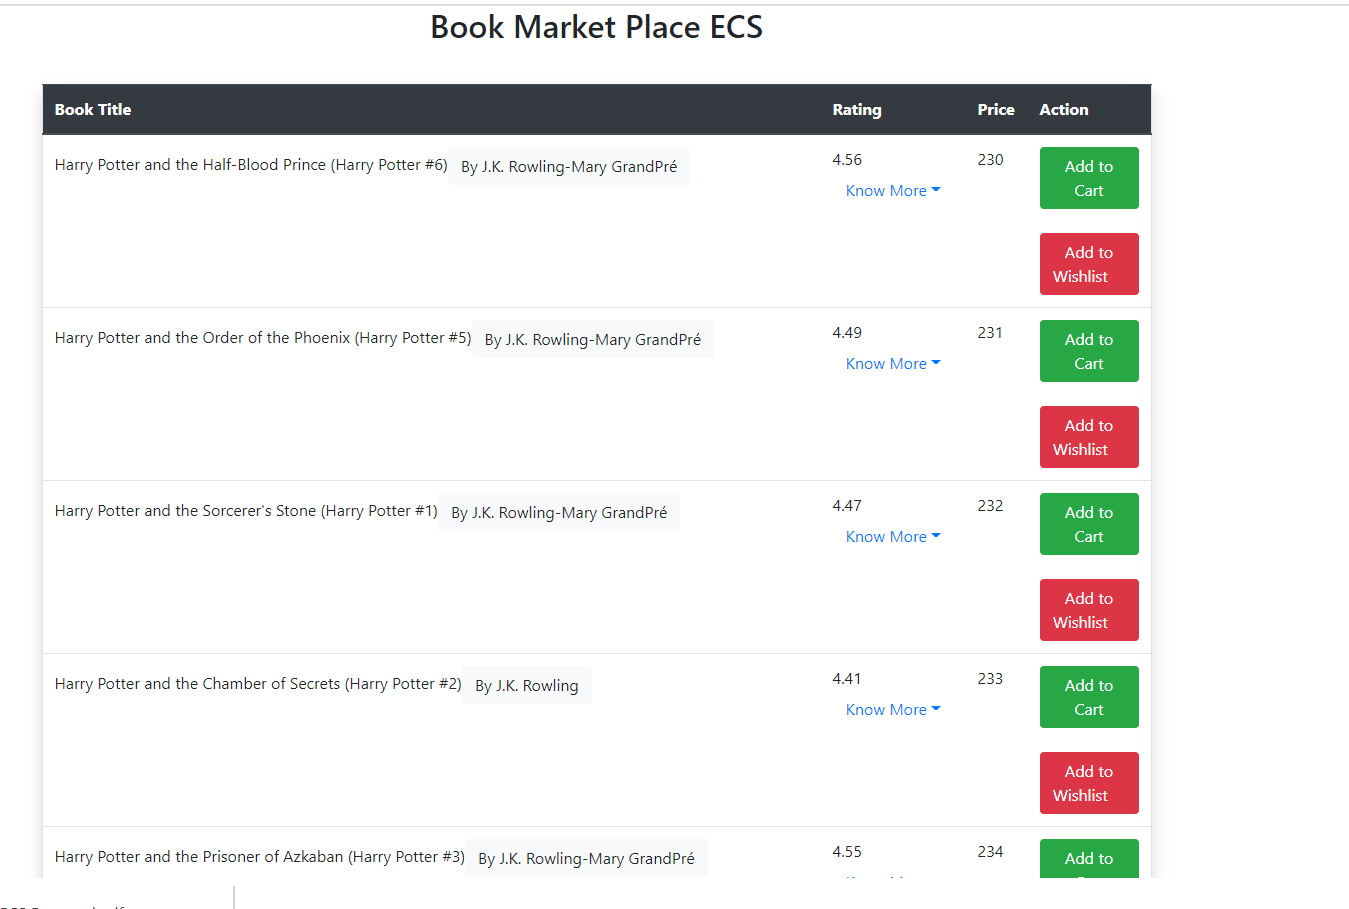 Book Market Place ECS
Book Title Rating Price Action
Harry Potter and the Half-Blood Prince (Harry Potter #6) By J.K. Rowling-Mary GrandPré 4.56 230 Add to
Know More Cart
Add to
Wishlist
Harry Potter and the Order of the Phoenix (Harry Potter #5) By J.K. Rowling-Mary GrandPré 4.49 231 Add to
Know More Cart
Add to
Wishlist
Harry Potter and the Sorcerer's Stone (Harry Potter #1) By J.K. Rowling-Mary GrandPré 4.47 232 Add to
Know More Cart
Add to
Wishlist
Harry Potter and the Chamber of Secrets (Harry Potter #2) By J.K. Rowling 4.41 233 Add to
Know More Cart
Add to
Wishlist
Harry Potter and the Prisoner of Azkaban (Harry Potter #3) By J.K. Rowling-Mary GrandPré 4.55 234 Add to